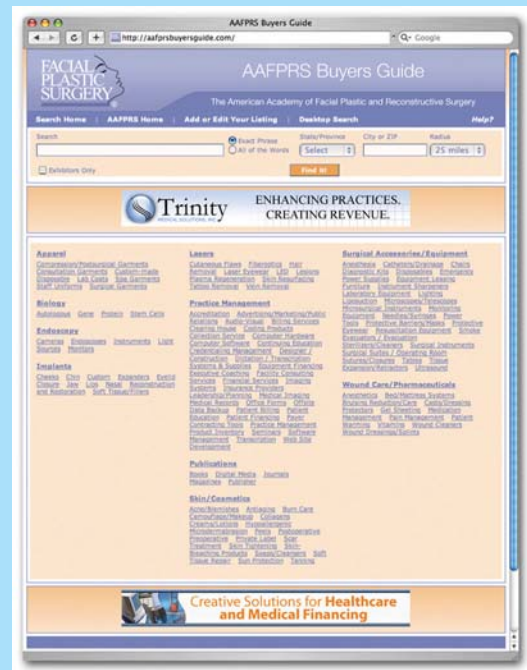 AAFPRS Buyers Guide
http://aafprsbuyersguide.com/
Google
FACIAL
PLASTIC
SURGERY
AAFPRS Buyers Guide
The American Academy of Facial Plastic and Reconstructive Surgery
Search Home | AAFPRS Home | Add or Edit Your Listing | Desktop Search
Help?
Search
Exact Phrase
All of the Words
State/Province
City or ZIP
Radius
Select
25 miles
Exhibitors Only
Find It!
Trinity
MEDICAL SOLUTIONS, INC
ENHANCING PRACTICES.
CREATING REVENUE.
Apparel
Compression/Postsurgical Garments
Consultation Garments Custom-made
Disposable Lab Coats Spa Garments
Staff Uniforms Surgical Garments
Biology
Autologous Gene Protein Stem Cells
Endoscopy
Cameras Endoscopes Instruments Light
Sources Monitors
Implants
Cheeks Chin Custom Expanders Eyelid
Closure Jaw Lips Nasal Reconstruction
and Restoration Soft Tissue/Fillers
Lasers
Cutaneous Flaws Fiberoptics Hair
Removal Laser Eyewear LED Lesions
Plasma Regeneration Skin Resurfacing
Tattoo Removal Vein Removal
Practice Management
Accreditation Advertising/Marketing/Public
Relations Audio Visual Billing Services
Clearing House Coding Products
Collection Service Computer Hardware
Computer Software Continuing Education
Credentialing Management Designer /
Construction Dictation / Transcription
Systems & Supplies Equipment Financing
Executive Coaching Facility Consulting
Services Financial Services Imaging
Systems Insurance Providers
Leadership/Planning Medical Imaging
Medical Records Office Forms Offsite
Data Backup Patient Billing Patient
Education Patient Financing Payer
Contracting Tools Practice Management
Product Inventory Seminars Software
Management Transcription Web Site
Development
Publications
Books Digital Media Journals
Magazines Publisher
Skin/Cosmetics
Acne/Blemishes Antiaging Burn Care
Camouflage/Makeup Collagens
Creams/Lotions Hypoallergenic
Microdermabrasion Peels Postoperative
Preoperative Private Label Scar
Treatment Skin Tightening Skin-
Bleaching Products Soaps/Cleansers Soft
Tissue Repair Sun Protection Tanning
Surgical Accessories/Equipment
Anesthesia Catheters/Drainage Chairs
Diagnostic Kits Disposables Emergency
Power Supplies Equipment Leasing
Furniture Instrument Sharpeners
Laboratory Equipment Lighting
Liposuction Microscopes/Telescopes
Microsurgical Instruments Monitoring
Equipment Needles/Syringes Power
Tools Protective Barriers/Masks Protective
Eyewear Resuscitation Equipment Smoke
Evacuators / Evacuation
Sterilizers/Cleaners Surgical Instruments
Surgical Suites / Operating Room
Sutures/Closures Tables Tissue
Expansion/Retractors Ultrasound
Wound Care/Pharmaceuticals
Anesthetics Bed/Mattress Systems
Bruising Reduction/Care Casts/Dressing
Protectors Gel Sheeting Medication
Management Pain Management Patient
Warming Vitamins Wound Cleaners
Wound Dressings/Splints
Creative Solutions for Healthcare
and Medical Financing